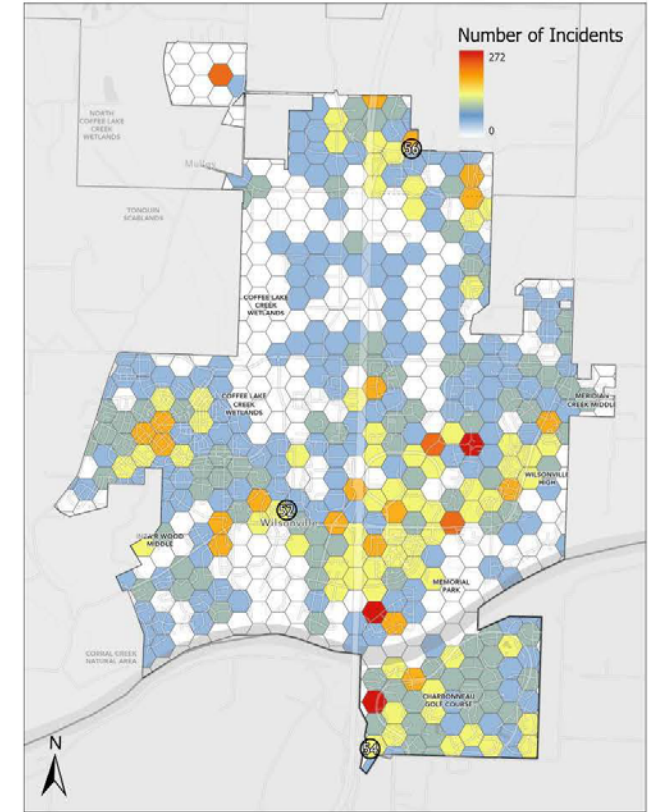 Number of Incidents
272
0
NORTH
COFFEE LAKE
CREEK
WETLANDS
56
Mulloy
TONQUIN
SCABLANDS
COFFEE LAKE
CREEK
WETLANDS
COFFEE LAKE
CREEK
WETLANDS
MERIDIAN
CREEK MIDDLE
WILSONVILLE
HIGH
52
Wilsonville
WOOD
MIDDLE
MEMORIAL
PARK
CORRAL CREEK
NATURAL AREA
CHARBONNEAU
GOLF COURSE
54
N